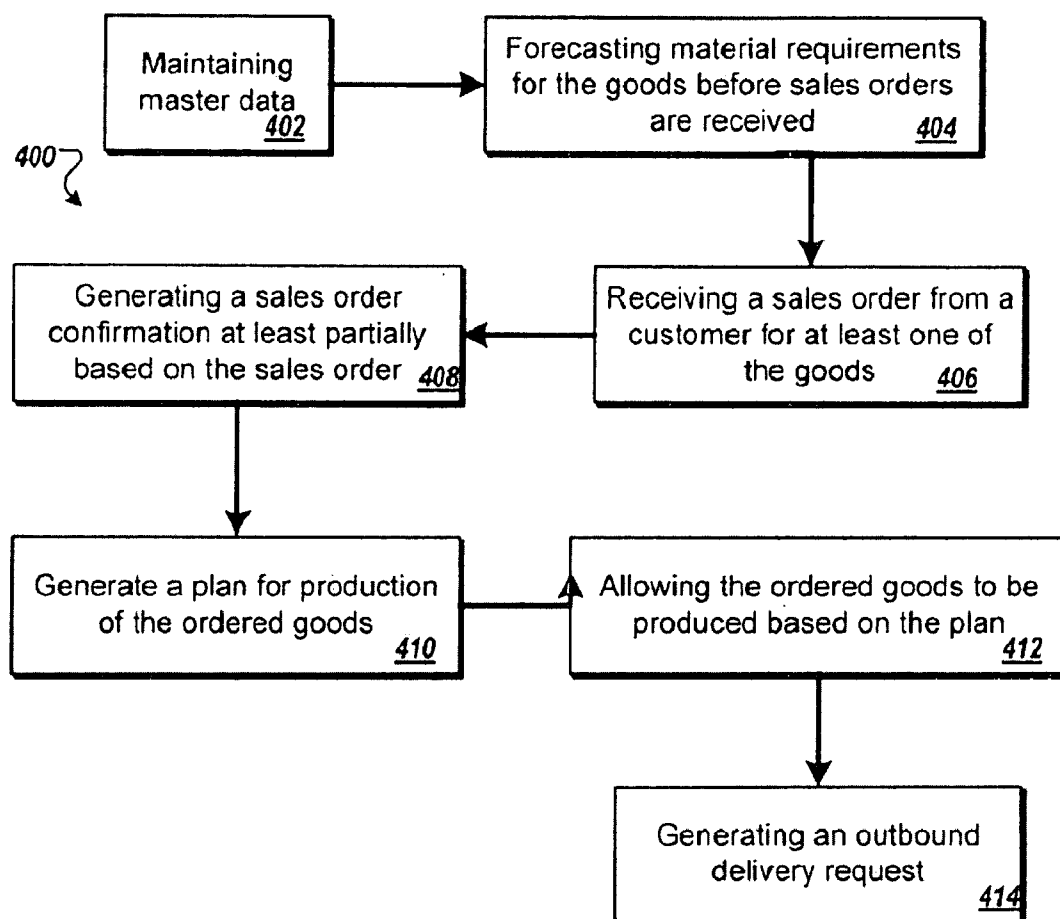 Maintaining
master data
402
Forecasting material requirements
for the goods before sales orders
are received
404
400
Generating a sales order
confirmation at least partially
based on the sales order
408
Receiving a sales order from a
customer for at least one of
the goods
406
Generate a plan for production
of the ordered goods
410
Allowing the ordered goods to be
produced based on the plan
412
Generating an outbound
delivery request
414